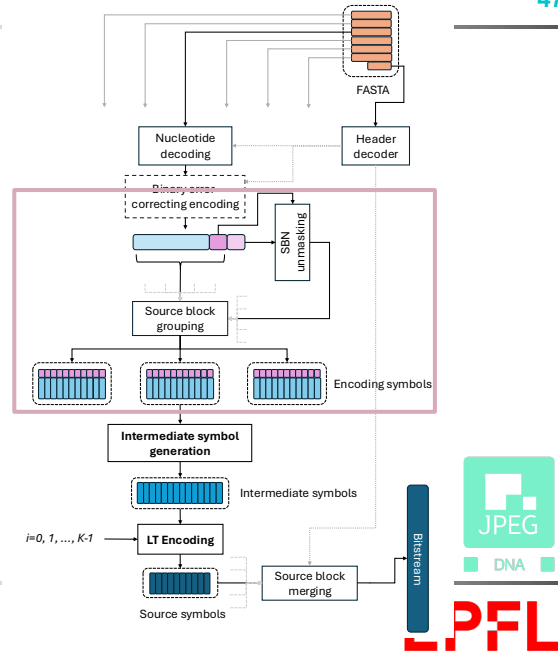 47
FASTA
Nucleotide
decoding
Header
decoder
Binary error
correcting encoding
SBN
unmasking
Source block
grouping
Encoding symbols
Intermediate symbol
generation
Intermediate symbols
i=0, 1, ..., K-1
LT Encoding
Source symbols
Source block
merging
Bitstream
JPEG
DNA
EPFL